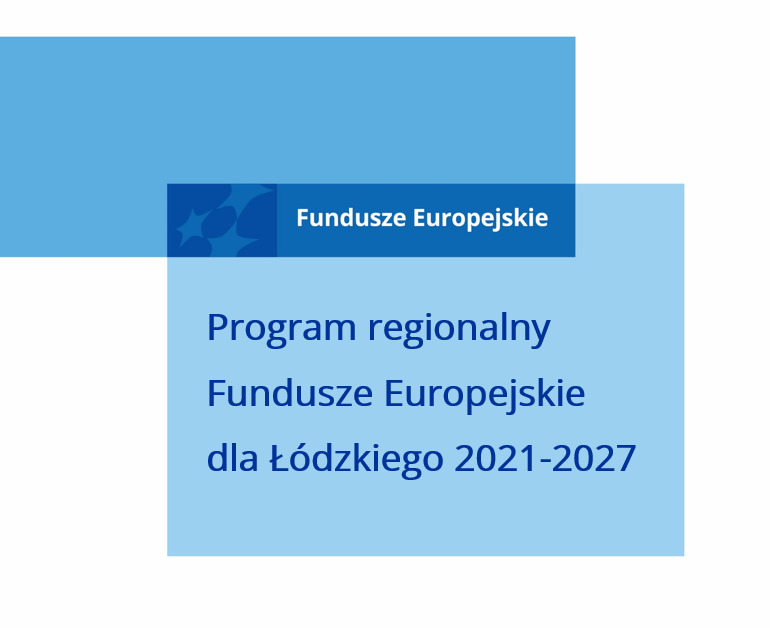 Fundusze Europejskie
Program regionalny
Fundusze Europejskie
dla Łódzkiego 2021-2027